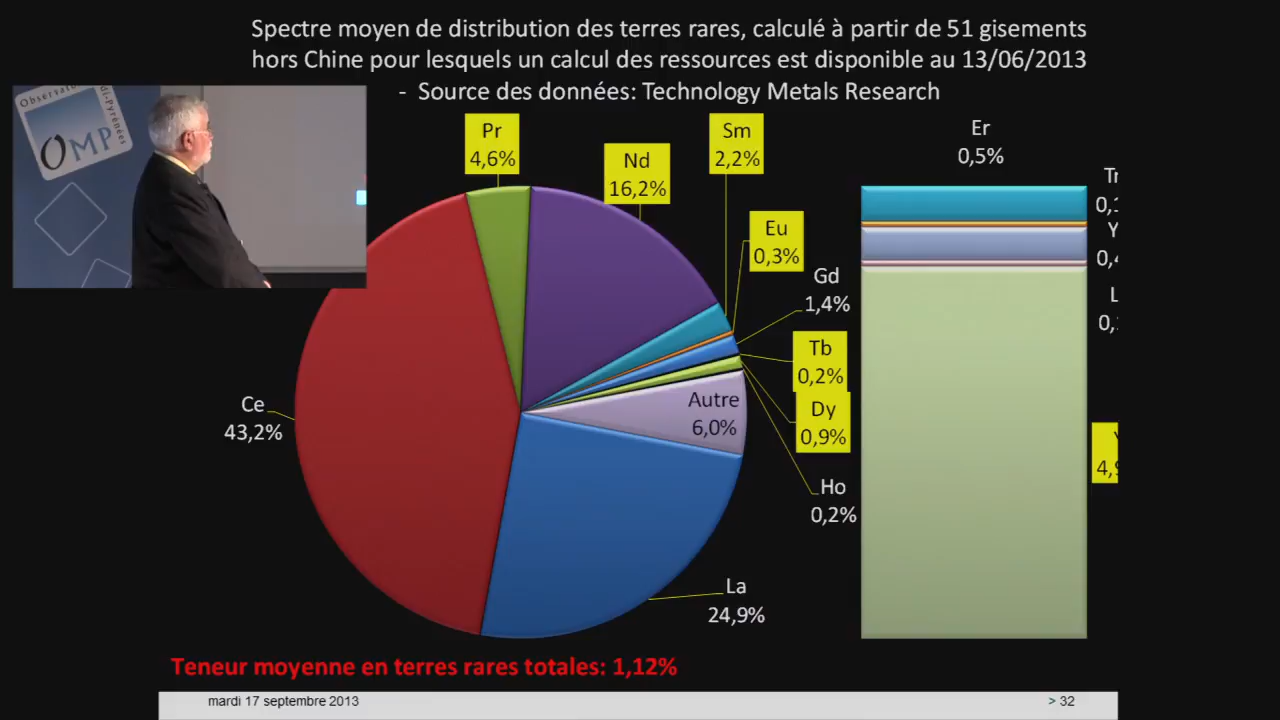 Spectre moyen de distribution des terres rares, calculé à partir de 51 gisements
hors Chine pour lesquels un calcul des ressources est disponible au 13/06/2013
- Source des données: Technology Metals Research
OMP
Pr
4,6%
Nd
16,2%
Sm
2,2%
Eu
0,3%
Gd
1,4%
Tb
0,2%
Dy
0,9%
Ho
0,2%
Autre
6,0%
La
24,9%
Ce
43,2%
Er
0,5%
Teneur moyenne en terres rares totales: 1,12%
mardi 17 septembre 2013
> 32